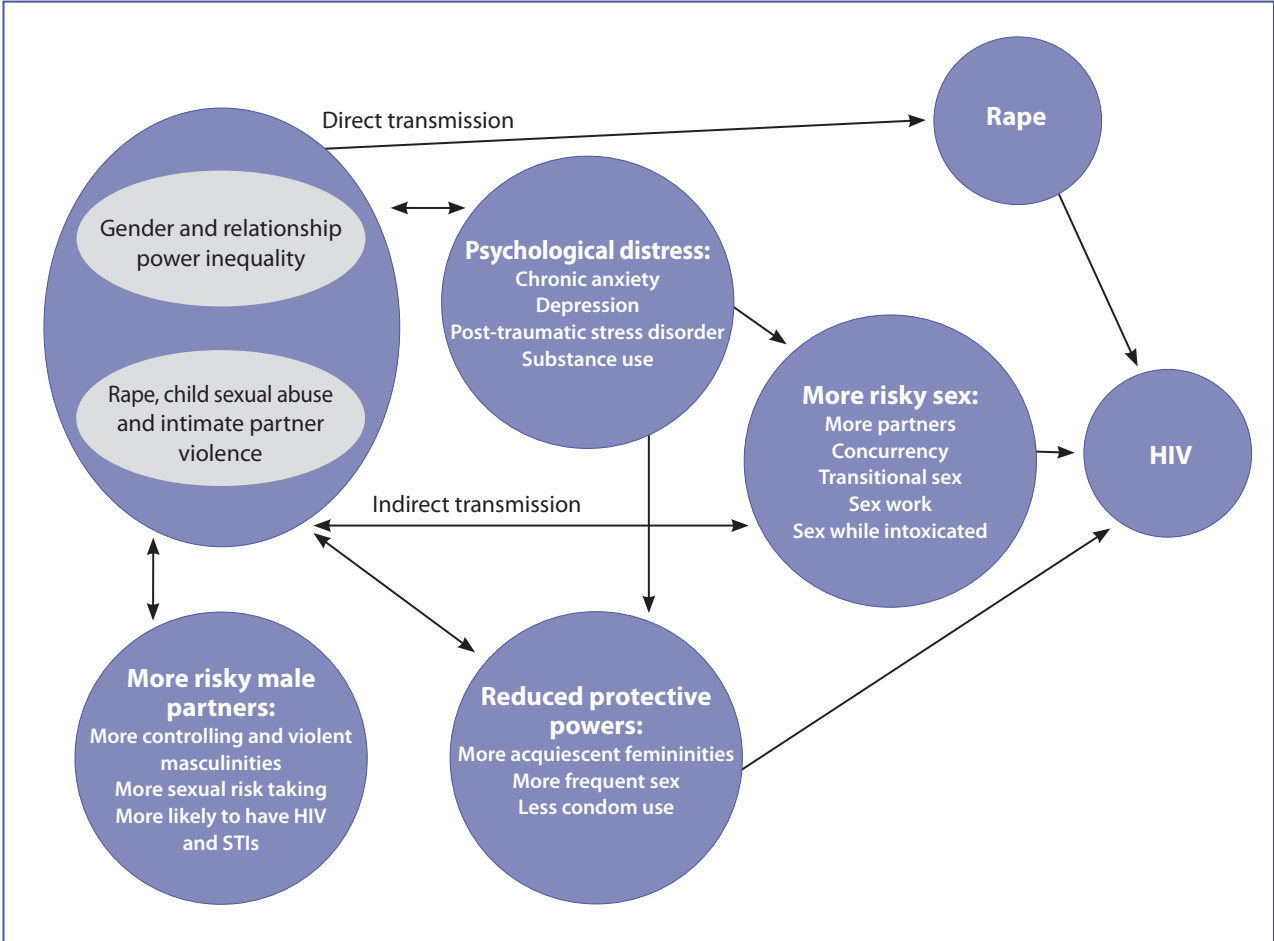 Direct transmission
Rape
Gender and relationship
power inequality
Psychological distress:
Chronic anxiety
Depression
Post-traumatic stress disorder
Substance use
Rape, child sexual abuse
and intimate partner
violence
More risky sex:
More partners
Concurrency
Transitional sex
Sex work
Sex while intoxicated
HIV
Indirect transmission
More risky male
partners:
More controlling and violent
masculinities
More sexual risk taking
More likely to have HIV
and STIs
Reduced protective
powers:
More acquiescent femininities
More frequent sex
Less condom use